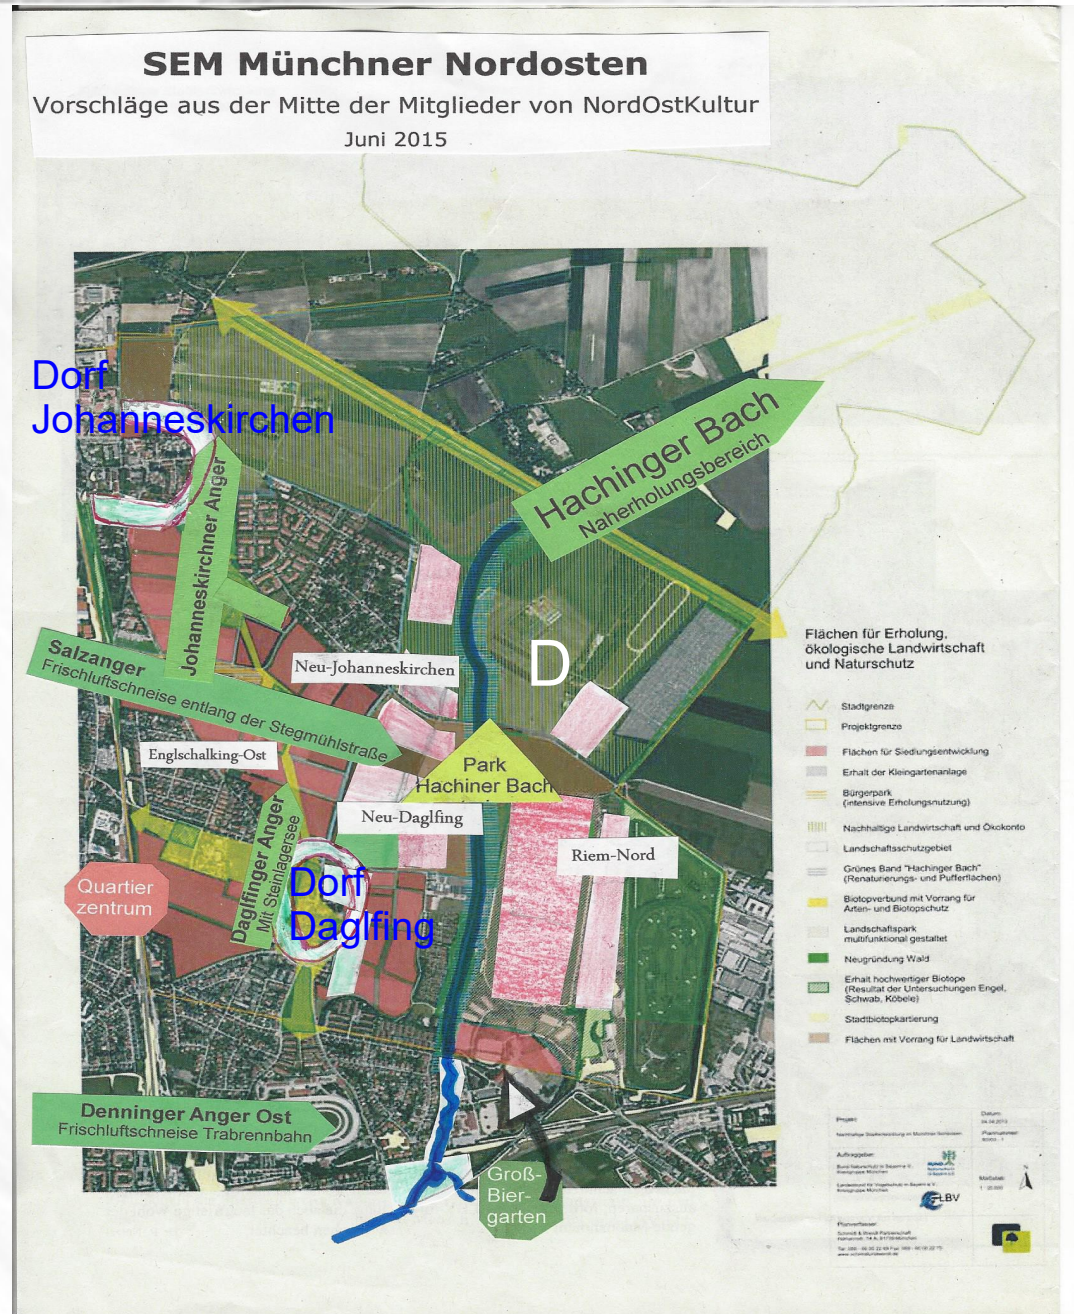 SEM Münchner Nordosten
Vorschläge aus der Mitte der Mitglieder von NordOstKultur
Juni 2015
Dorf
Johanneskirchen
Hachinger Bach
Naherholungsbereich
Johanneskirchner Anger
Salzanger
Frischluftschneise entlang der Stegmühlstraße
Neu-Johanneskirchen
D
Englschalking-Ost
Park
Hachiner Bach
Neu-Daglfing
Riem-Nord
Daglfinger Anger
Mit Steinlagersee
Quartier
zentrum
Dorf
Daglfing
Denninger Anger Ost
Frischluftschneise Trabrennbahn
Groß-
Bier-
garten
Flächen für Erholung,
ökologische Landwirtschaft
und Naturschutz
Stadtgrenze
Projektgrenze
Flächen für Siedlungsentwicklung
Erhalt der Kleingartenanlage
Bürgerpark
(intensive Erholungsnutzung)
Nachhaltige Landwirtschaft und Ökokonto
Landschaftsschutzgebiet
Grünes Band "Hachinger Bach"
(Renaturierungs- und Pufferflächen)
Biotopverbund mit Vorrang für
Arten- und Biotopschutz
Landschaftspark
multifunktional gestaltet
Neugründung Wald
Erhalt hochwertiger Biotope
(Resultat der Untersuchungen Engel,
Schwab, Köbele)
Stadtbiotopkartierung
Flächen mit Vorrang für Landwirtschaft
Projekt:
Datum:
Auftraggeber:
Maßstab:
N
LBV
Planverfasser: